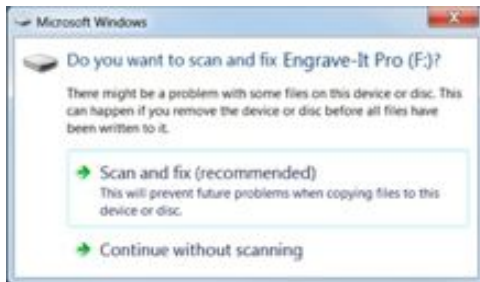 Microsoft Windows
Do you want to scan and fix Engrave-It Pro (F:)?
There might be a problem with some files on this device or disc. This
can happen if you remove the device or disc before all files have
been written to it.
Scan and fix (recommended)
This will prevent future problems when copying files to this
device or disc.
Continue without scanning